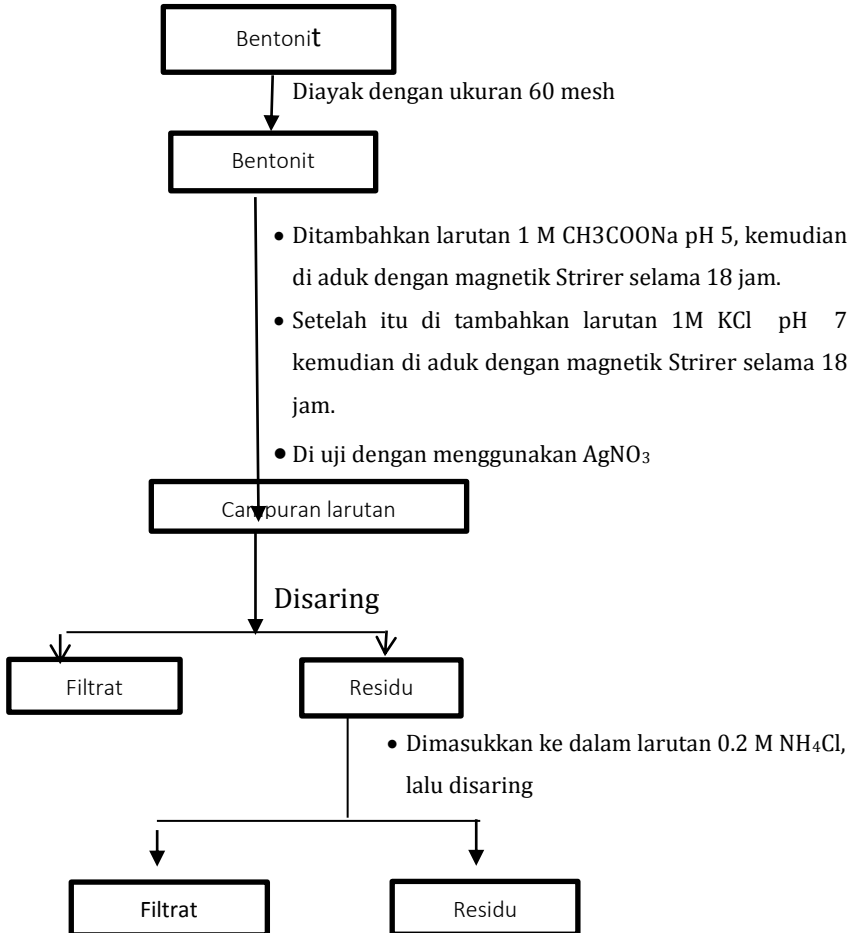 Bentonit
Diayak dengan ukuran 60 mesh
Bentonit
• Ditambahkan larutan 1 M CH3COONa pH 5, kemudian
di aduk dengan magnetik Strirer selama 18 jam.
• Setelah itu di tambahkan larutan 1M KCl pH 7
kemudian di aduk dengan magnetik Strirer selama 18
jam.
• Di uji dengan menggunakan AgNO₃
Campuran larutan
Disaring
Filtrat
Residu
• Dimasukkan ke dalam larutan 0.2 M NH₄Cl,
lalu disaring
Filtrat
Residu